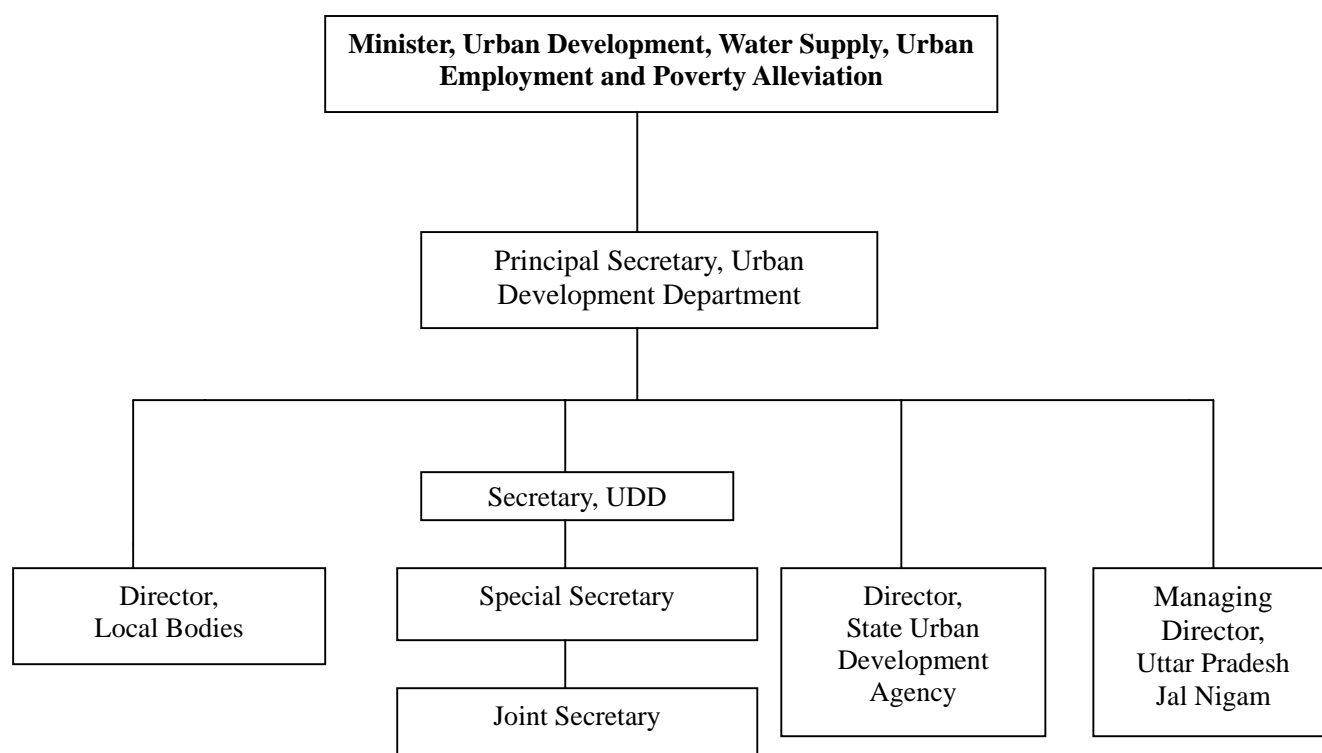 Minister, Urban Development, Water Supply, Urban
Employment and Poverty Alleviation
Principal Secretary, Urban
Development Department
Secretary, UDD
Director,
Local Bodies
Special Secretary
Director,
State Urban
Development
Agency
Managing
Director,
Uttar Pradesh
Jal Nigam
Joint Secretary